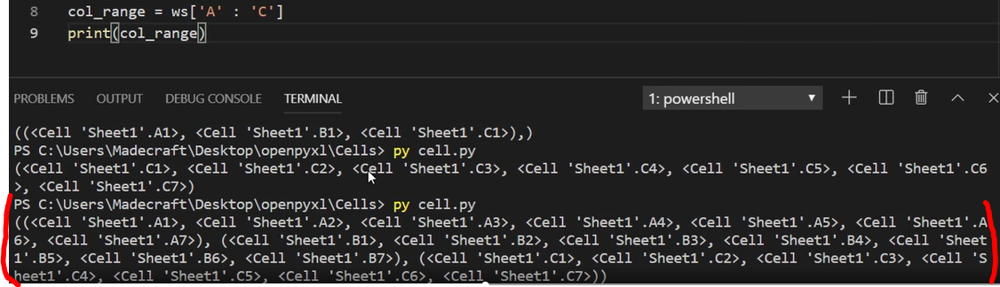 8 col_range = ws['A' : 'C']
9 print(col_range)
PROBLEMS OUTPUT DEBUG CONSOLE TERMINAL 1: powershell
((<Cell 'Sheet1'.A1>, <Cell 'Sheet1'.B1>, <Cell 'Sheet1'.C1>),)
PS C:\Users\Madecraft\Desktop\openpyxl\Cells> py cell.py
(<Cell 'Sheet1'.C1>, <Cell 'Sheet1'.C2>, <Cell 'Sheet1'.C3>, <Cell 'Sheet1'.C4>, <Cell 'Sheet1'.C5>, <Cell 'Sheet1'.C6
>, <Cell 'Sheet1'.C7>)
PS C:\Users\Madecraft\Desktop\openpyxl\Cells> py cell.py
((<Cell 'Sheet1'.A1>, <Cell 'Sheet1'.A2>, <Cell 'Sheet1'.A3>, <Cell 'Sheet1'.A4>, <Cell 'Sheet1'.A5>, <Cell 'Sheet1'.A
6>, <Cell 'Sheet1'.A7>), (<Cell 'Sheet1'.B1>, <Cell 'Sheet1'.B2>, <Cell 'Sheet1'.B3>, <Cell 'Sheet1'.B4>, <Cell 'Sheet
1'.B5>, <Cell 'Sheet1'.B6>, <Cell 'Sheet1'.B7>), (<Cell 'Sheet1'.C1>, <Cell 'Sheet1'.C2>, <Cell 'Sheet1'.C3>, <Cell 'S
heet1'.C4>, <Cell 'Sheet1'.C5>, <Cell 'Sheet1'.C6>, <Cell 'Sheet1'.C7>))